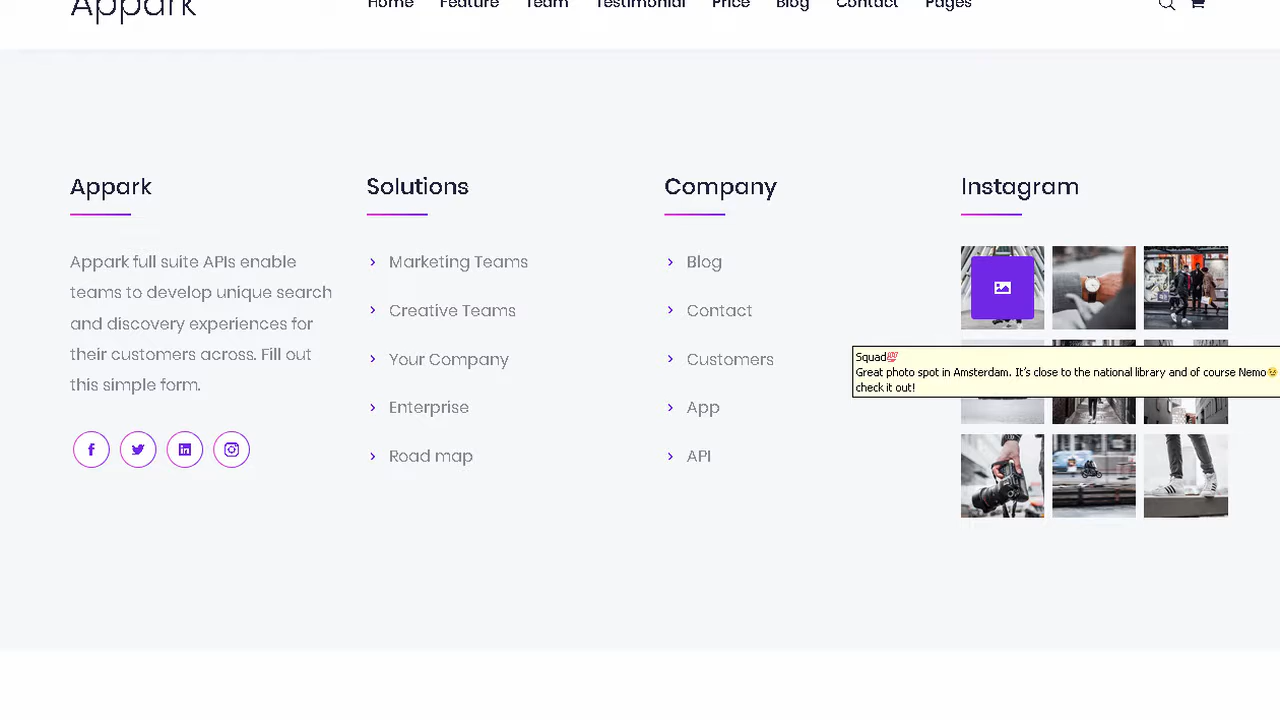 Appark
Home Feature Team Testimonial Price Blog Contact Pages
Appark
Appark full suite APIs enable
teams to develop unique search
and discovery experiences for
their customers across. Fill out
this simple form.
Solutions
Marketing Teams
Creative Teams
Your Company
Enterprise
Road map
Company
Blog
Contact
Customers
App
API
Instagram
Squad💯
Great photo spot in Amsterdam. It's close to the national library and of course Nemo😉
check it out!